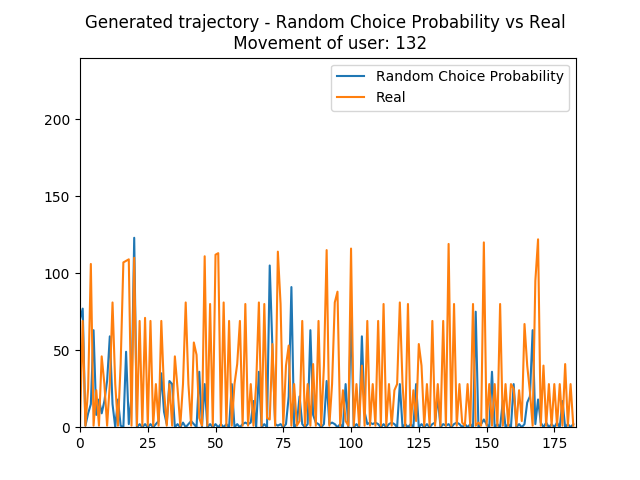 Generated trajectory - Random Choice Probability vs Real
Movement of user: 132
Random Choice Probability
Real
200
150
100
50
0
0 25 50 75 100 125 150 175